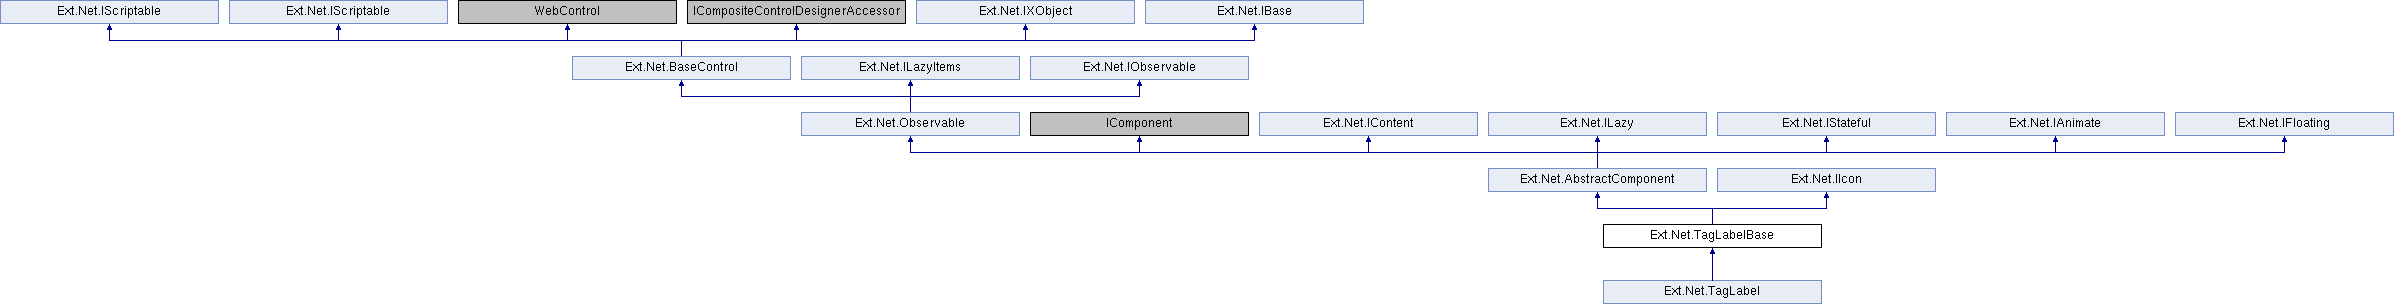 Ext.Net.IScriptable
Ext.Net.IScriptable
WebControl
ICompositeControlDesignerAccessor
Ext.Net.IXObject
Ext.Net.IBase
Ext.Net.BaseControl
Ext.Net.ILazyItems
Ext.Net.IObservable
Ext.Net.Observable
IComponent
Ext.Net.IContent
Ext.Net.ILazy
Ext.Net.IStateful
Ext.Net.IAnimate
Ext.Net.IFloating
Ext.Net.AbstractComponent
Ext.Net.IIcon
Ext.Net.TagLabelBase
Ext.Net.TagLabel